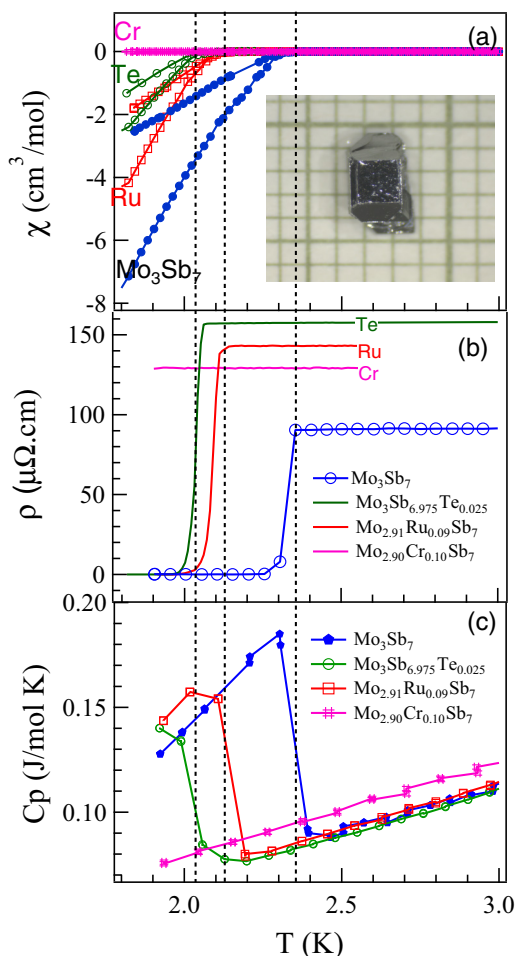 Cr
(a)
0
Te
χ (cm³/mol)
-2
-4
Ru
-6
Mo₃Sb₇
-8
(b)
Te
150
Ru
Cr
ρ (μΩ.cm)
100
50
0
Mo₃Sb₇
Mo₃Sb₆.₉₇₅Te₀.₀₂₅
Mo₂.₉₁Ru₀.₀₉Sb₇
Mo₂.₉₀Cr₀.₁₀Sb₇
0.20
(c)
Cp (J/mol K)
0.15
0.10
Mo₃Sb₇
Mo₃Sb₆.₉₇₅Te₀.₀₂₅
Mo₂.₉₁Ru₀.₀₉Sb₇
Mo₂.₉₀Cr₀.₁₀Sb₇
2.0 2.5 3.0
T (K)